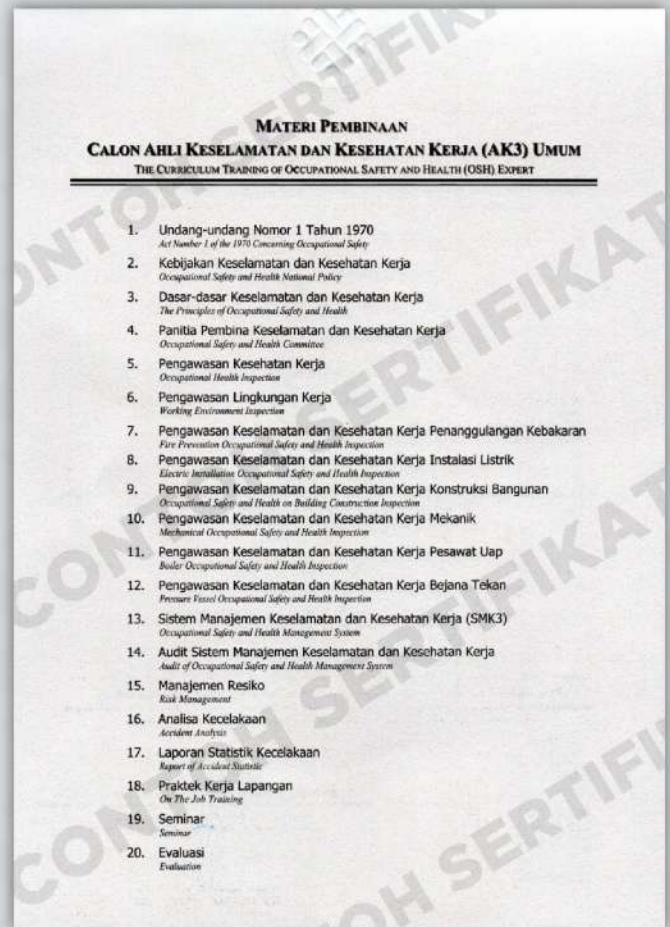 MATERI PEMBINAAN
CALON AHLI KESELAMATAN DAN KESEHATAN KERJA (AK3) UMUM
THE CURRICULUM TRAINING OF OCCUPATIONAL SAFETY AND HEALTH (OSH) EXPERT
1. Undang-undang Nomor 1 Tahun 1970
Act Number 1 of the 1970 Concerning Occupational Safety
2. Kebijakan Keselamatan dan Kesehatan Kerja
Occupational Safety and Health National Policy
3. Dasar-dasar Keselamatan dan Kesehatan Kerja
The Principles of Occupational Safety and Health
4. Panitia Pembina Keselamatan dan Kesehatan Kerja
Occupational Safety and Health Committee
5. Pengawasan Kesehatan Kerja
Occupational Health Inspection
6. Pengawasan Lingkungan Kerja
Working Environment Inspection
7. Pengawasan Keselamatan dan Kesehatan Kerja Penanggulangan Kebakaran
Fire Prevention Occupational Safety and Health Inspection
8. Pengawasan Keselamatan dan Kesehatan Kerja Instalasi Listrik
Electric Installation Occupational Safety and Health Inspection
9. Pengawasan Keselamatan dan Kesehatan Kerja Konstruksi Bangunan
Occupational Safety and Health on Building Construction Inspection
10. Pengawasan Keselamatan dan Kesehatan Kerja Mekanik
Mechanical Occupational Safety and Health Inspection
11. Pengawasan Keselamatan dan Kesehatan Kerja Pesawat Uap
Boiler Occupational Safety and Health Inspection
12. Pengawasan Keselamatan dan Kesehatan Kerja Bejana Tekan
Pressure Vessel Occupational Safety and Health Inspection
13. Sistem Manajemen Keselamatan dan Kesehatan Kerja (SMK3)
Occupational Safety and Health Management System
14. Audit Sistem Manajemen Keselamatan dan Kesehatan Kerja
Audit of Occupational Safety and Health Management System
15. Manajemen Resiko
Risk Management
16. Analisa Kecelakaan
Accident Analysis
17. Laporan Statistik Kecelakaan
Report of Accident Statistic
18. Praktek Kerja Lapangan
On The Job Training
19. Seminar
Seminar
20. Evaluasi
Evaluation
CONTOH SERTIFIKAT
CONTOH SERTIFIKAT
CONTOH SERTIFIKAT